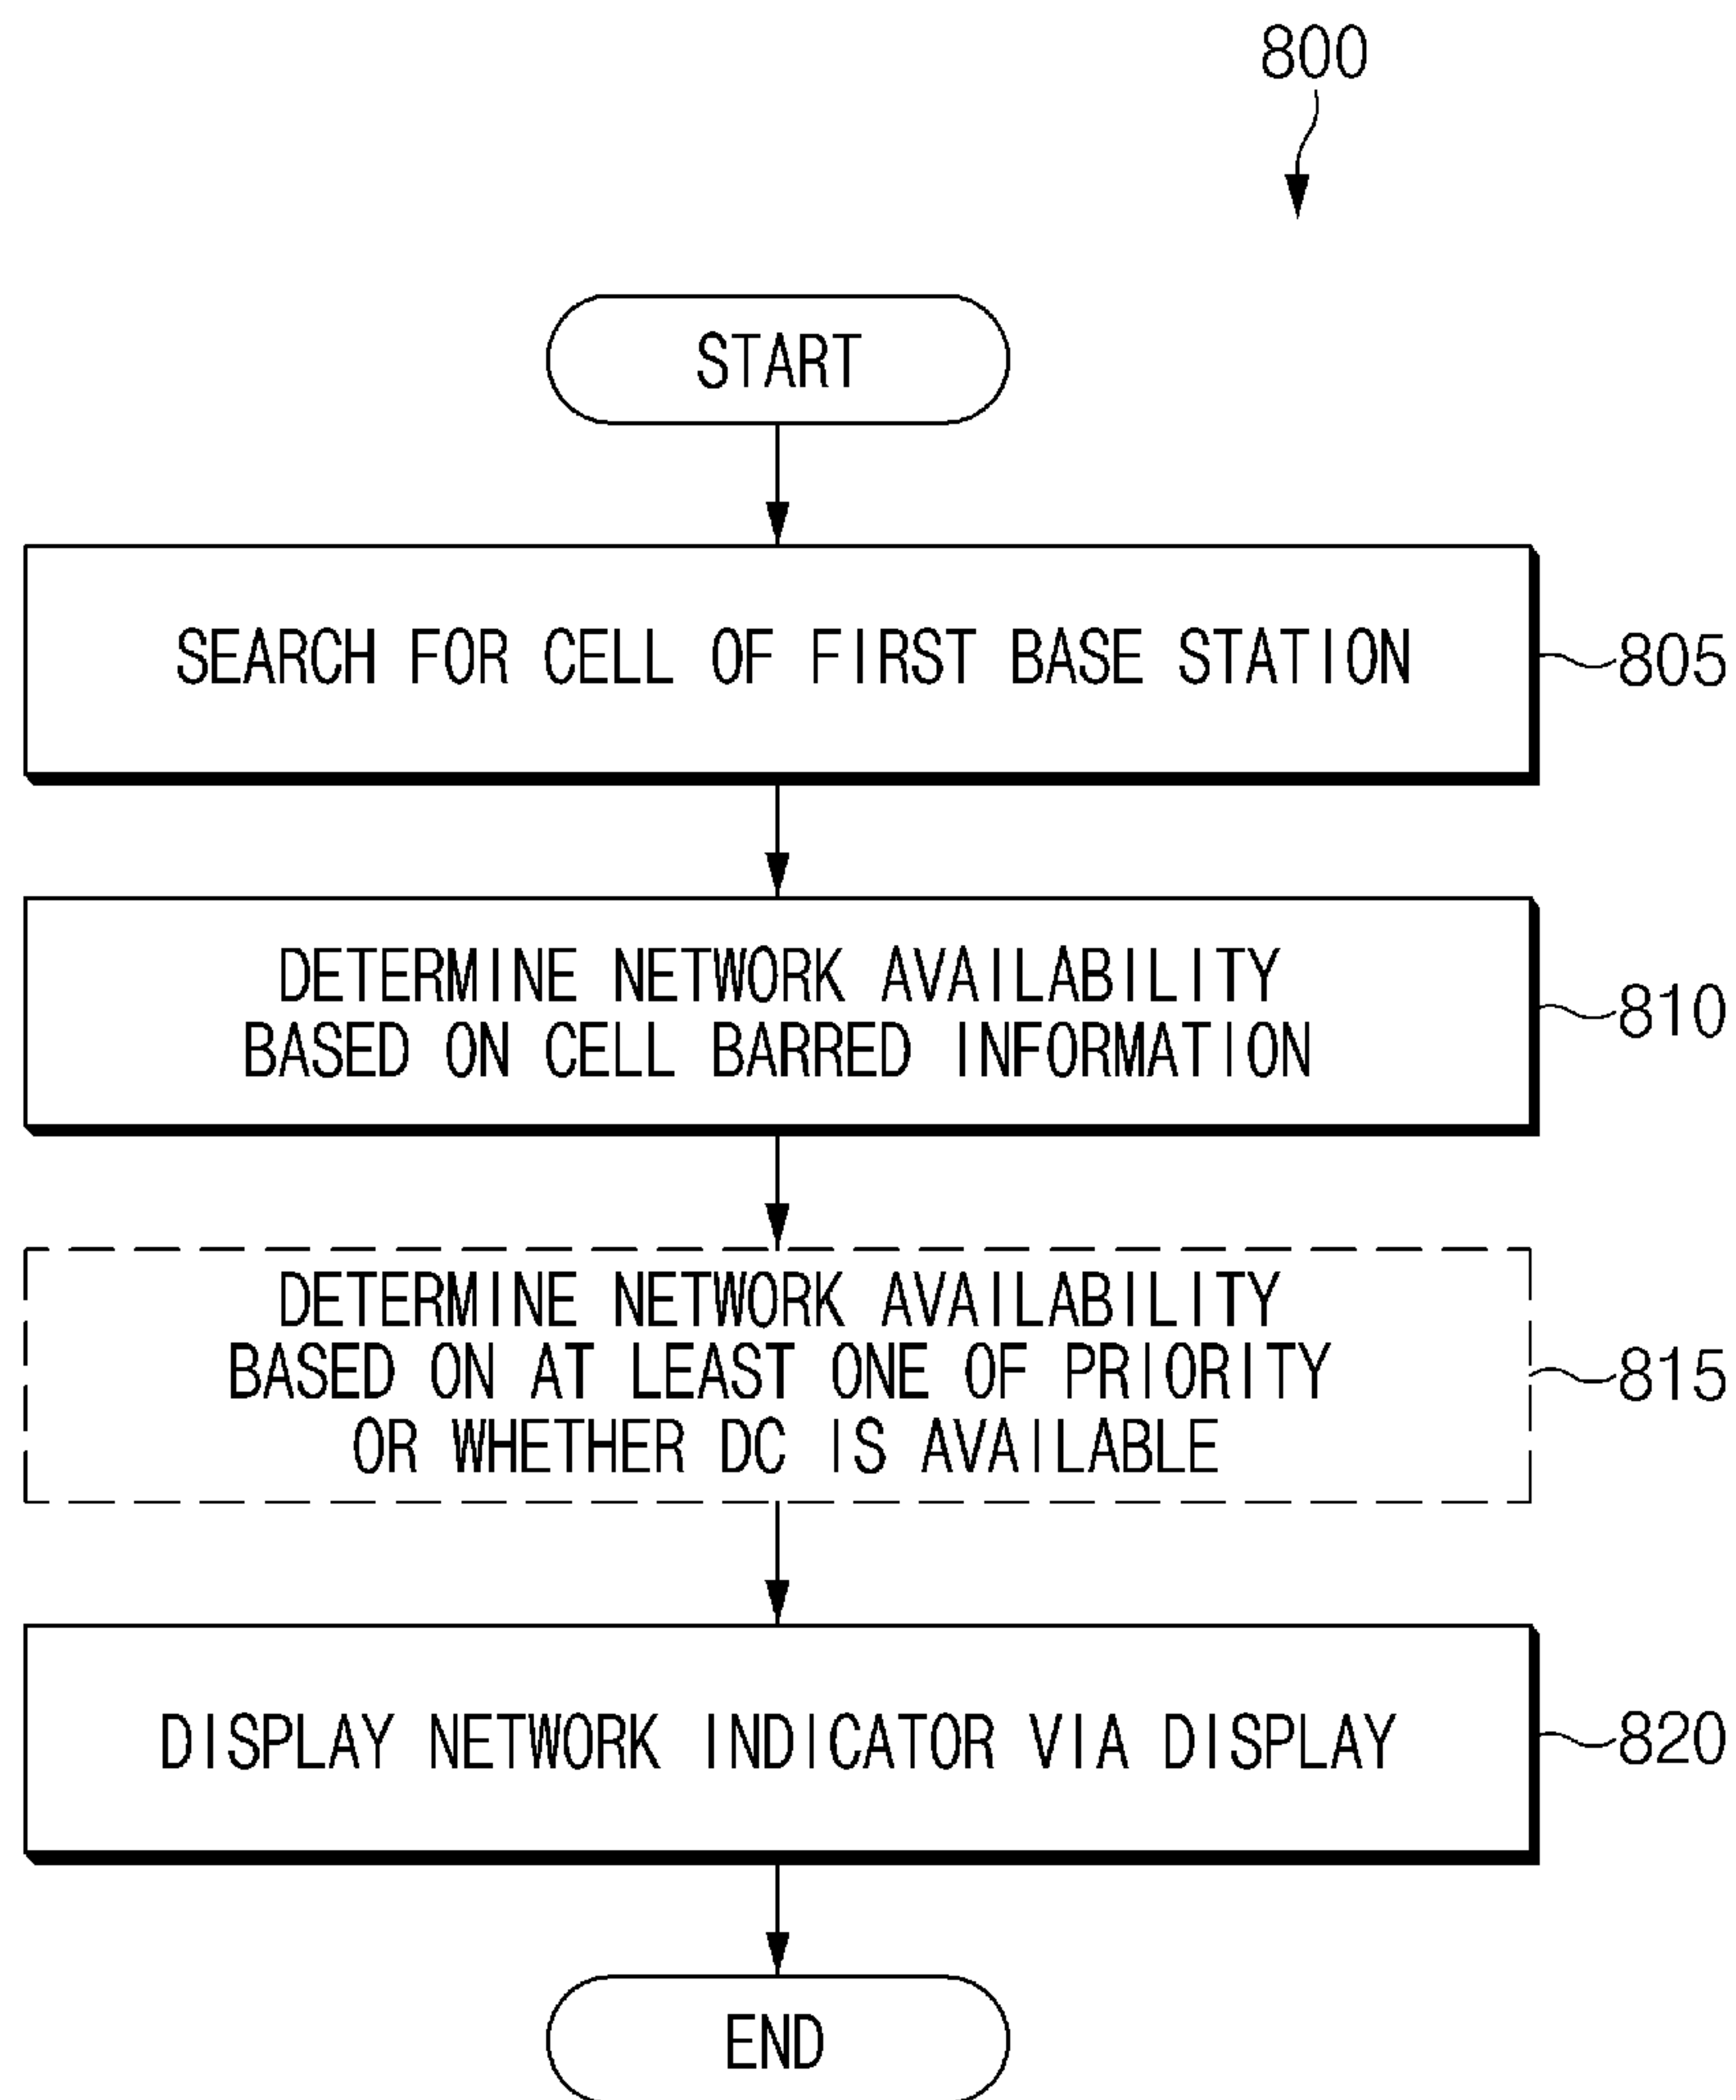 800
START
SEARCH FOR CELL OF FIRST BASE STATION
805
DETERMINE NETWORK AVAILABILITY
BASED ON CELL BARRED INFORMATION
810
DETERMINE NETWORK AVAILABILITY
BASED ON AT LEAST ONE OF PRIORITY
OR WHETHER DC IS AVAILABLE
815
DISPLAY NETWORK INDICATOR VIA DISPLAY
820
END